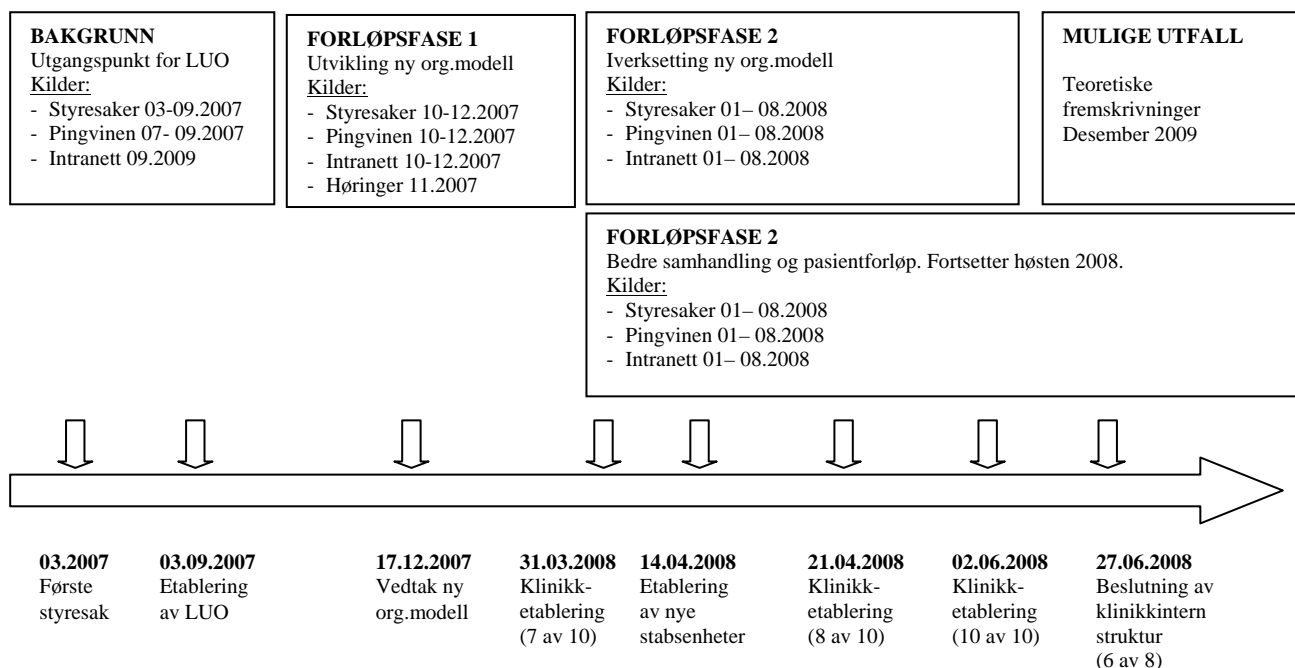 BAKGRUNN
Utgangspunkt for LUO
Kilder:
- Styresaker 03-09.2007
- Pingvinen 07- 09.2007
- Intranett 09.2009
FORLØPSFASE 1
Utvikling ny org.modell
Kilder:
- Styresaker 10-12.2007
- Pingvinen 10-12.2007
- Intranett 10-12.2007
- Høringer 11.2007
FORLØPSFASE 2
Iverksetting ny org.modell
Kilder:
- Styresaker 01– 08.2008
- Pingvinen 01– 08.2008
- Intranett 01– 08.2008
MULIGE UTFALL
Teoretiske
fremskrivninger
Desember 2009
FORLØPSFASE 2
Bedre samhandling og pasientforløp. Fortsetter høsten 2008.
Kilder:
- Styresaker 01– 08.2008
- Pingvinen 01– 08.2008
- Intranett 01– 08.2008
03.2007
Første
styresak
03.09.2007
Etablering
av LUO
17.12.2007
Vedtak ny
org.modell
31.03.2008
Klinikk-
etablering
(7 av 10)
14.04.2008
Etablering
av nye
stabsenheter
21.04.2008
Klinikk-
etablering
(8 av 10)
02.06.2008
Klinikk-
etablering
(10 av 10)
27.06.2008
Beslutning av
klinikkintern
struktur
(6 av 8)